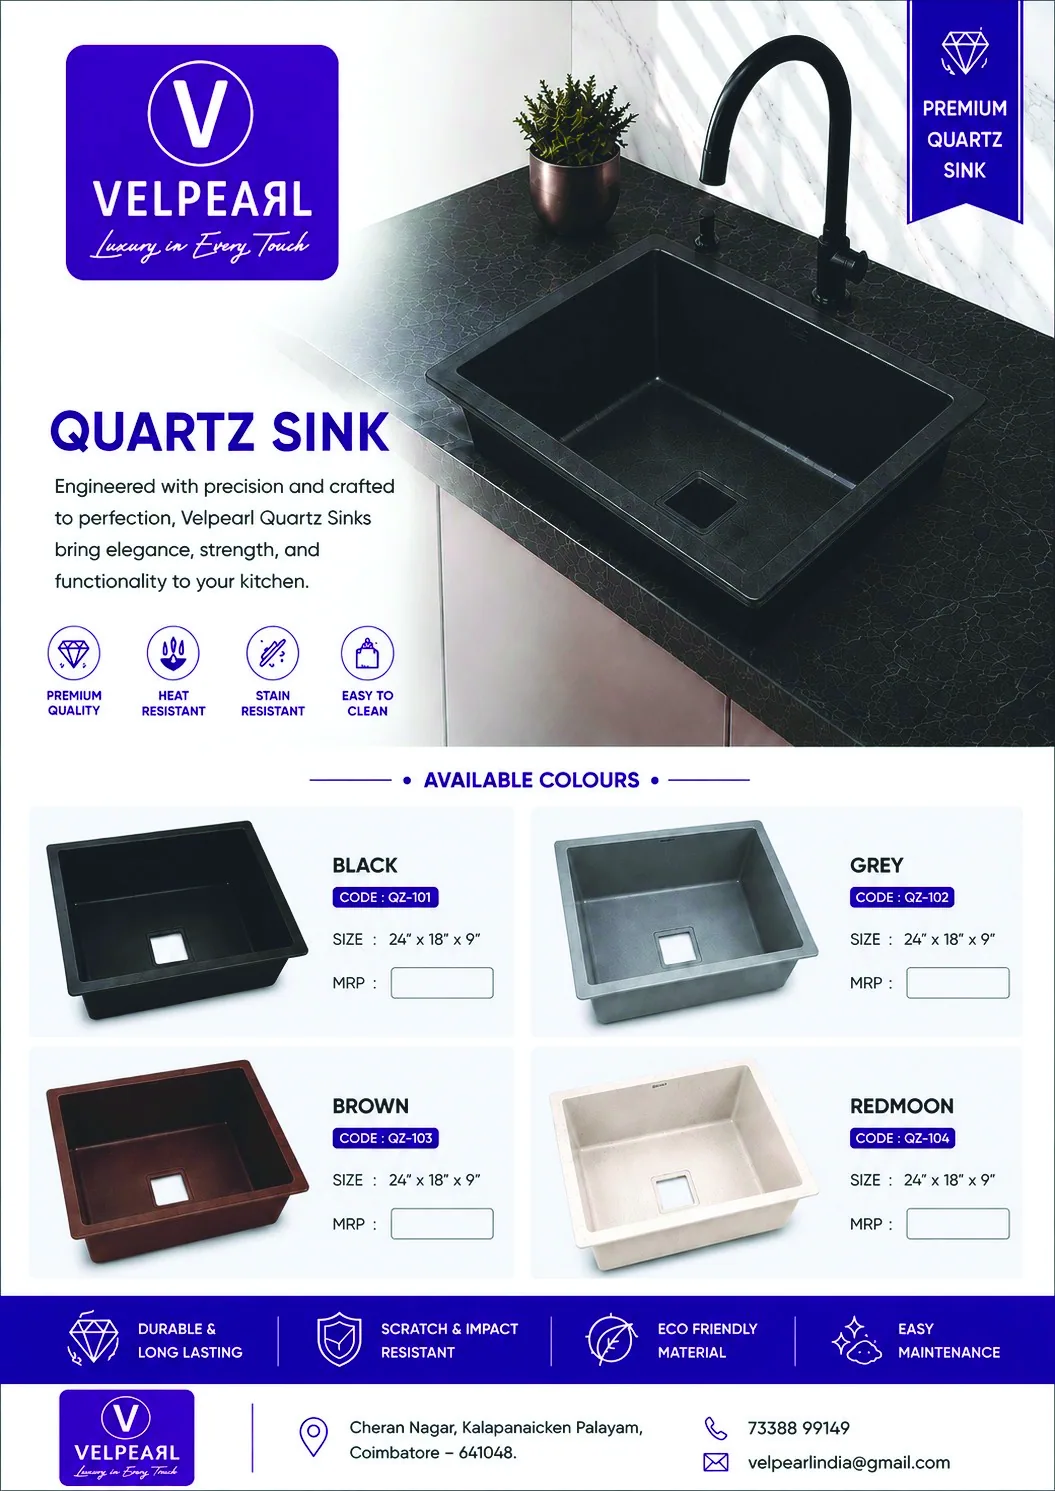 V
VELPEAЯL
Luxury in Every Touch
PREMIUM
QUARTZ
SINK
QUARTZ SINK
Engineered with precision and crafted
to perfection, Velpearl Quartz Sinks
bring elegance, strength, and
functionality to your kitchen.
PREMIUM
QUALITY
HEAT
RESISTANT
STAIN
RESISTANT
EASY TO
CLEAN
• AVAILABLE COLOURS •
BLACK
CODE : QZ-101
SIZE : 24” x 18” x 9”
MRP :
GREY
CODE : QZ-102
SIZE : 24” x 18” x 9”
MRP :
BROWN
CODE : QZ-103
SIZE : 24” x 18” x 9”
MRP :
REDMOON
CODE : QZ-104
SIZE : 24” x 18” x 9”
MRP :
DURABLE &
LONG LASTING
SCRATCH & IMPACT
RESISTANT
ECO FRIENDLY
MATERIAL
EASY
MAINTENANCE
V
VELPEAЯL
Luxury in Every Touch
Cheran Nagar, Kalapanaicken Palayam,
Coimbatore – 641048.
73388 99149
velpearlindia@gmail.com